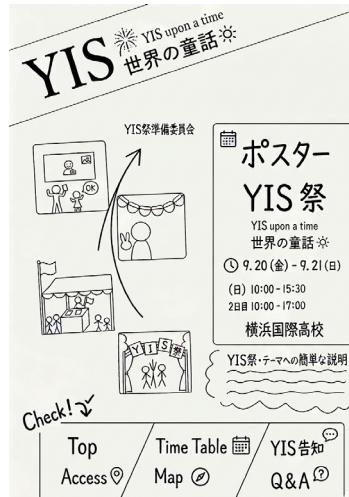 YIS YIS upon a time
世界の童話
YIS祭準備委員会
OK
YIS祭
ポスター
YIS 祭
YIS upon a time
世界の童話
9.20(金) - 9.21(日)
(日) 10:00 - 15:30
2日目 10:00 - 17:00
横浜国際高校
YIS祭・テーマへの簡単な説明
Check!
Top
Access
Time Table
Map
YIS告知
Q&A